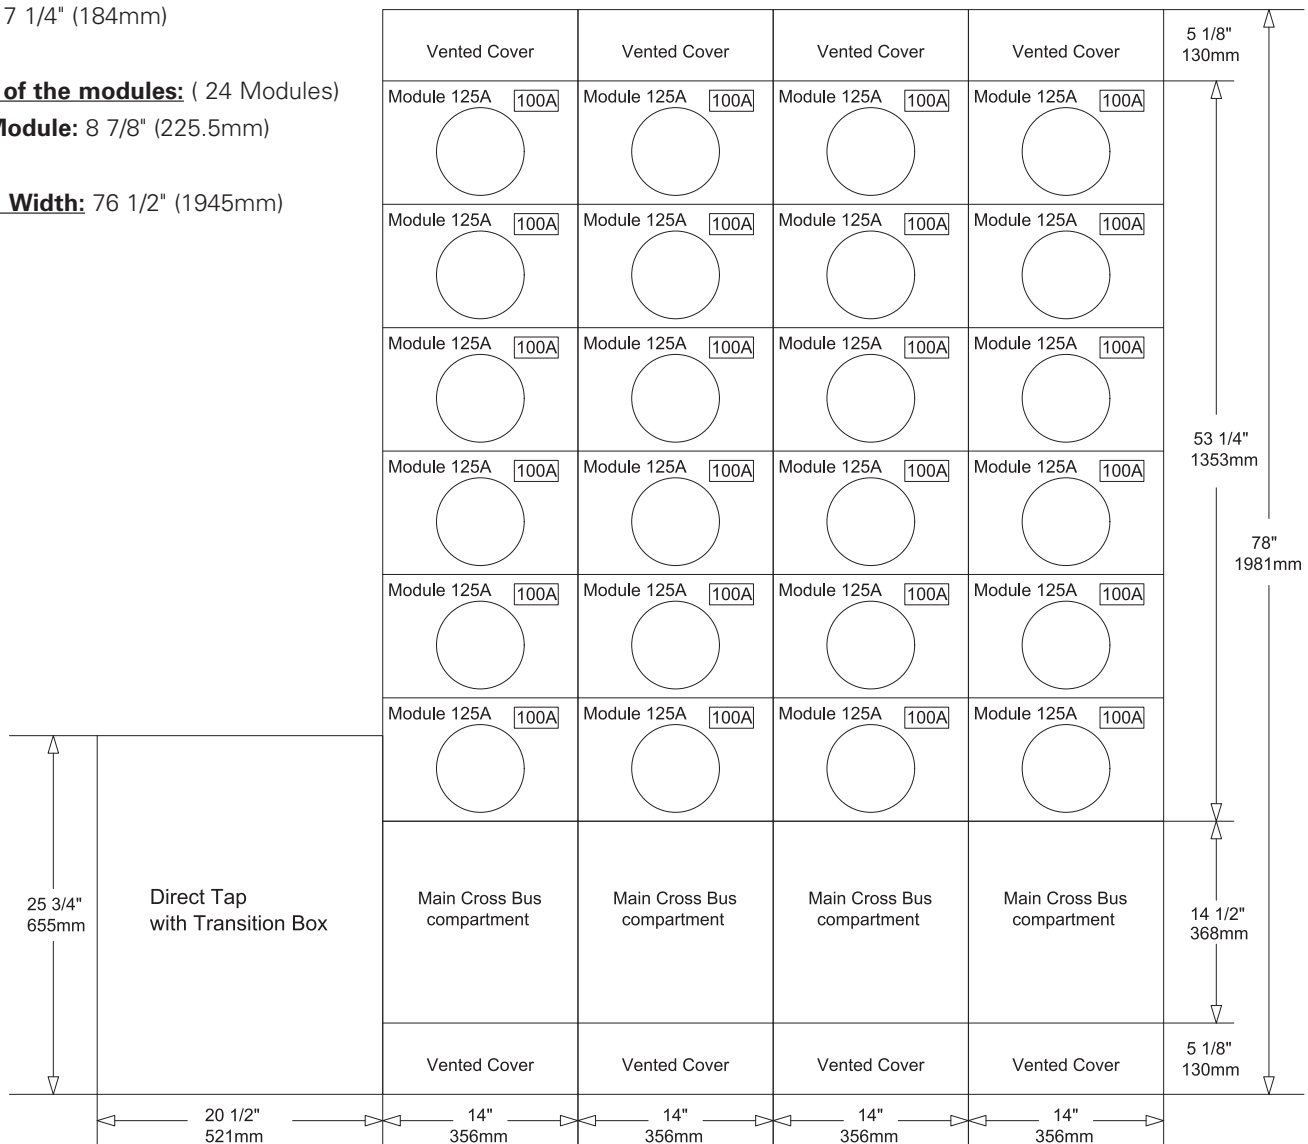 7 1/4" (184mm)
of the modules: ( 24 Modules)
Module: 8 7/8" (225.5mm)
Width: 76 1/2" (1945mm)
Vented Cover Vented Cover Vented Cover Vented Cover
5 1/8"
130mm
Module 125A 100A Module 125A 100A Module 125A 100A Module 125A 100A
Module 125A 100A Module 125A 100A Module 125A 100A Module 125A 100A
Module 125A 100A Module 125A 100A Module 125A 100A Module 125A 100A
53 1/4"
1353mm
Module 125A 100A Module 125A 100A Module 125A 100A Module 125A 100A
78"
1981mm
Module 125A 100A Module 125A 100A Module 125A 100A Module 125A 100A
Module 125A 100A Module 125A 100A Module 125A 100A Module 125A 100A
25 3/4"
655mm
Direct Tap
with Transition Box
Main Cross Bus
compartment
Main Cross Bus
compartment
Main Cross Bus
compartment
Main Cross Bus
compartment
14 1/2"
368mm
Vented Cover Vented Cover Vented Cover Vented Cover
5 1/8"
130mm
20 1/2"
521mm
14"
356mm
14"
356mm
14"
356mm
14"
356mm